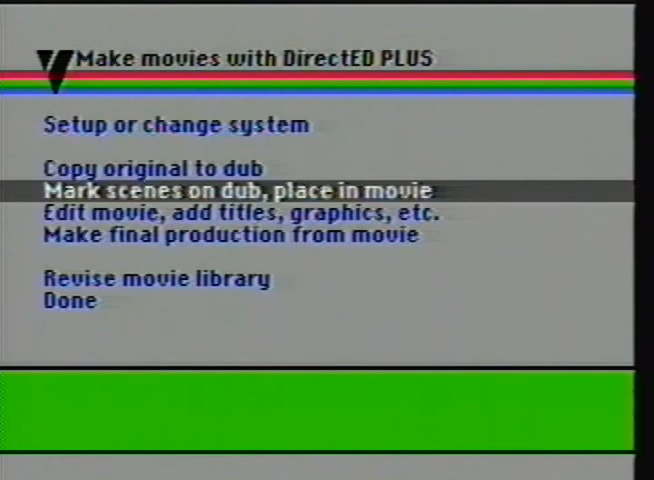 Make movies with DirectED PLUS
Setup or change system
Copy original to dub
Mark scenes on dub, place in movie
Edit movie, add titles, graphics, etc.
Make final production from movie
Revise movie library
Done